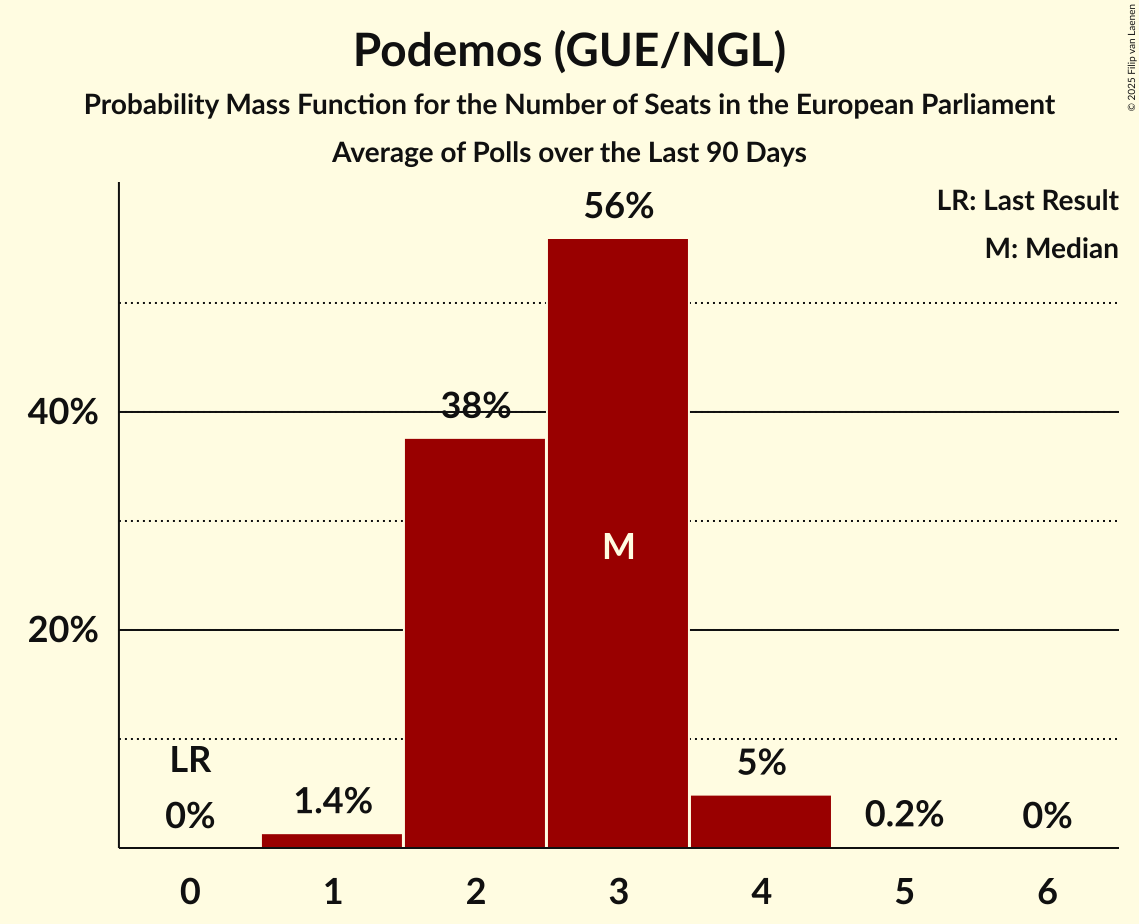 Podemos (GUE/NGL)
Probability Mass Function for the Number of Seats in the European Parliament
Average of Polls over the Last 90 Days
© 2025 Filip van Laenen
LR: Last Result
M: Median
56%
38%
40%
M
20%
LR
0%
1.4%
5%
0.2%
0%
0 1 2 3 4 5 6